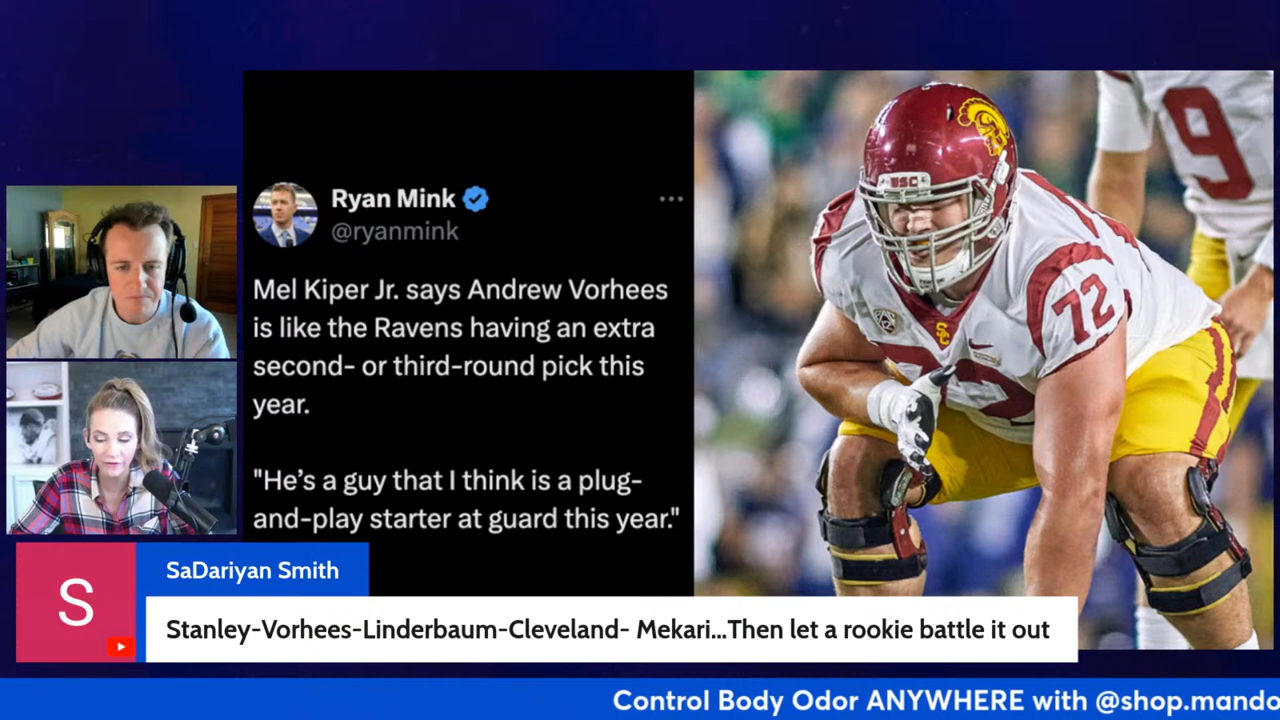 Ryan Mink
@ryanmink
Mel Kiper Jr. says Andrew Vorhees
is like the Ravens having an extra
second- or third-round pick this
year.
"He's a guy that I think is a plug-
and-play starter at guard this year."
USC
SC
72
72
9
S
SaDariyan Smith
Stanley-Vorhees-Linderbaum-Cleveland- Mekari...Then let a rookie battle it out
Control Body Odor ANYWHERE with @shop.mando